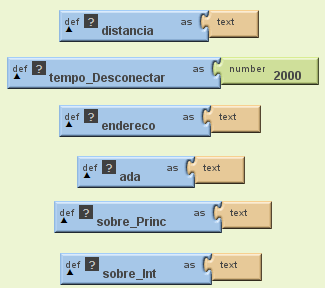 def ? distancia as text
def ? tempo_Desconectar as number 2000
def ? endereco as text
def ? ada as text
def ? sobre_Princ as text
def ? sobre_Int as text